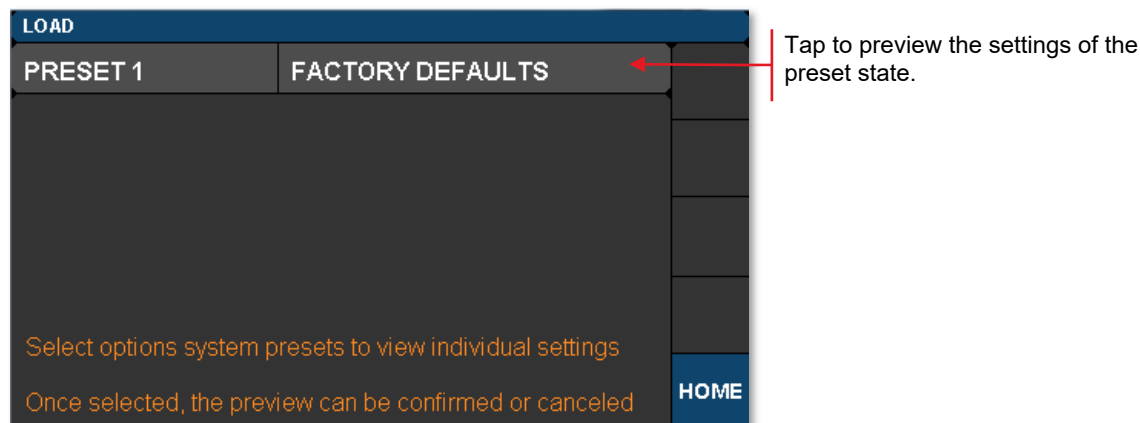 LOAD
PRESET 1
FACTORY DEFAULTS
Tap to preview the settings of the
preset state.
Select options system presets to view individual settings
Once selected, the preview can be confirmed or canceled
HOME